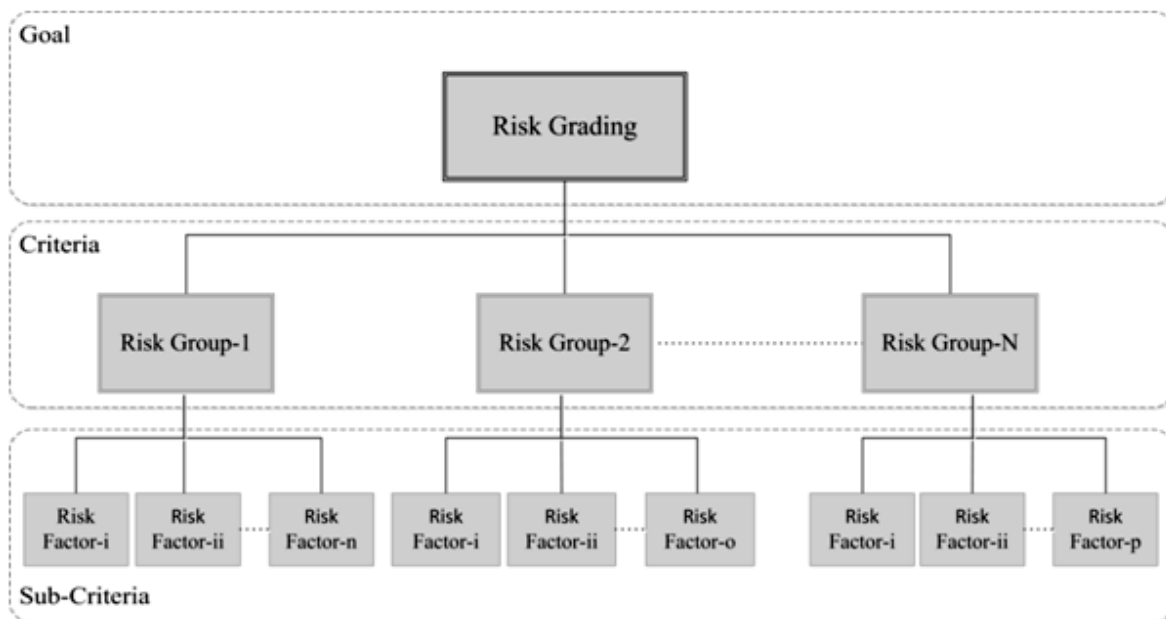 Goal
Risk Grading
Criteria
Risk Group-1
Risk Group-2
Risk Group-N
Risk
Factor-i
Risk
Factor-ii
Risk
Factor-n
Risk
Factor-i
Risk
Factor-ii
Risk
Factor-o
Risk
Factor-i
Risk
Factor-ii
Risk
Factor-p
Sub-Criteria